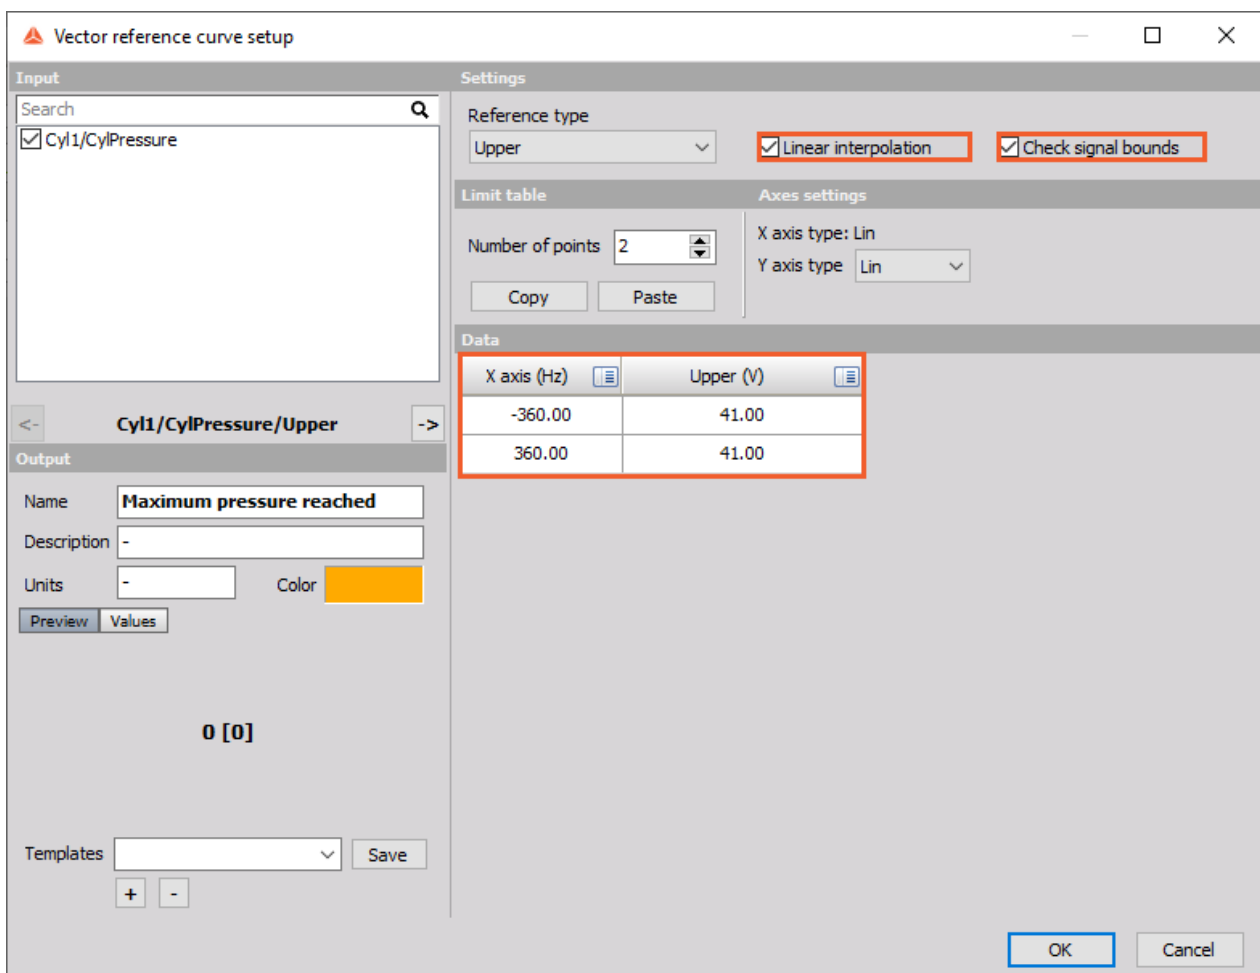 Vector reference curve setup
Input
Search
Cyl1/CylPressure
<- Cyl1/CylPressure/Upper ->
Output
Name Maximum pressure reached
Description -
Units - Color
Preview Values
0 [0]
Templates Save
+ -
Settings
Reference type
Upper Linear interpolation Check signal bounds
Limit table Axes settings
Number of points 2 X axis type: Lin
Y axis type Lin
Copy Paste
Data
X axis (Hz) Upper (V)
-360.00 41.00
360.00 41.00
OK Cancel